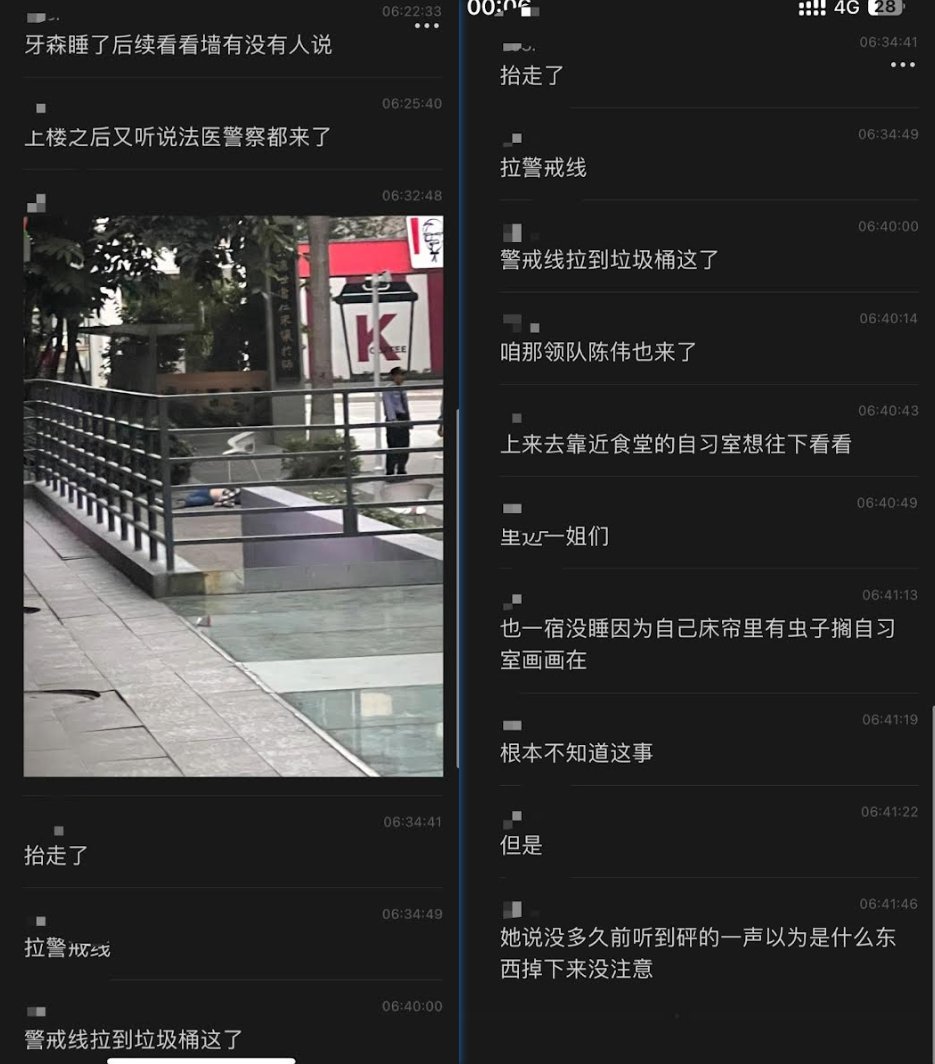 06:22:33
牙森睡了后续看看墙有没有人说
06:25:40
上楼之后又听说法医警察都来了
06:32:48
K
COFFEE
06:34:41
抬走了
06:34:49
拉警戒线
06:40:00
警戒线拉到垃圾桶这了
4G
28
06:34:41
抬走了
06:34:49
拉警戒线
06:40:00
警戒线拉到垃圾桶这了
06:40:14
咱那领队陈伟也来了
06:40:43
上来去靠近食堂的自习室想往下看看
06:40:49
里边一姐们
06:41:13
也一宿没睡因为自己床帘里有虫子搁自习
室画画在
06:41:19
根本不知道这事
06:41:22
但是
06:41:46
她说没多久前听到砰的一声以为是什么东
西掉下来没注意